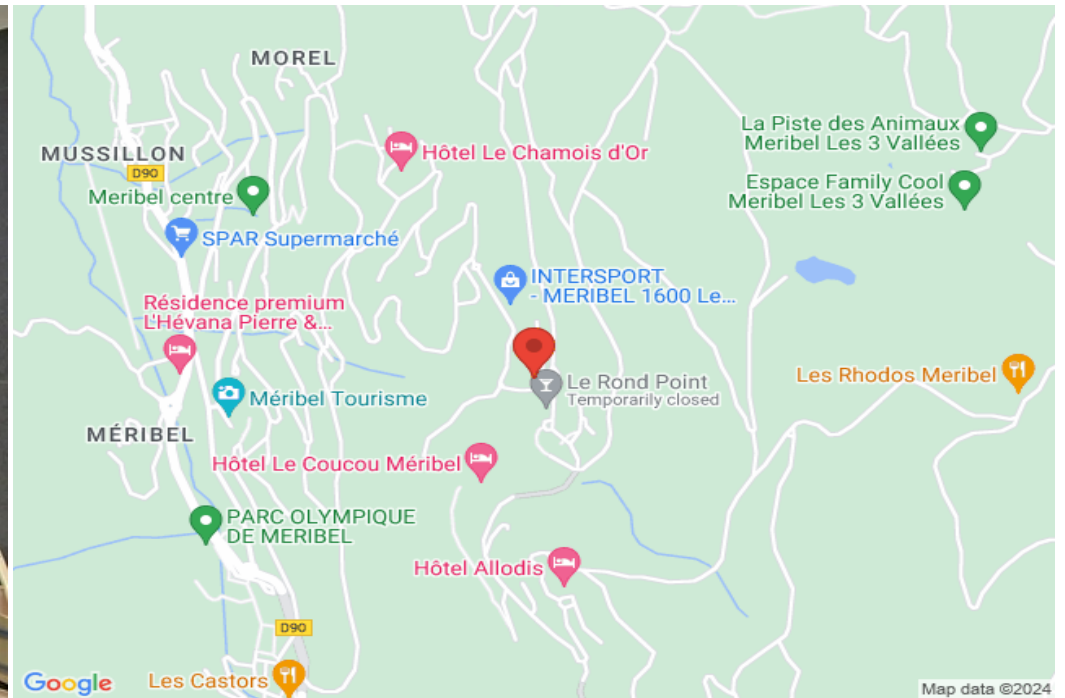 MOREL
MUSSILLON
D90
Meribel centre
SPAR Supermarché
Hôtel Le Chamois d'Or
La Piste des Animaux
Meribel Les 3 Vallées
Espace Family Cool
Meribel Les 3 Vallées
INTERSPORT
- MERIBEL 1600 Le...
Résidence premium
L'Hévana Pierre &...
Le Rond Point
Temporarily closed
Les Rhodos Meribel
Méribel Tourisme
MÉRIBEL
Hôtel Le Coucou Méribel
PARC OLYMPIQUE
DE MERIBEL
Hôtel Allodis
D90
Les Castors
Google
Map data ©2024